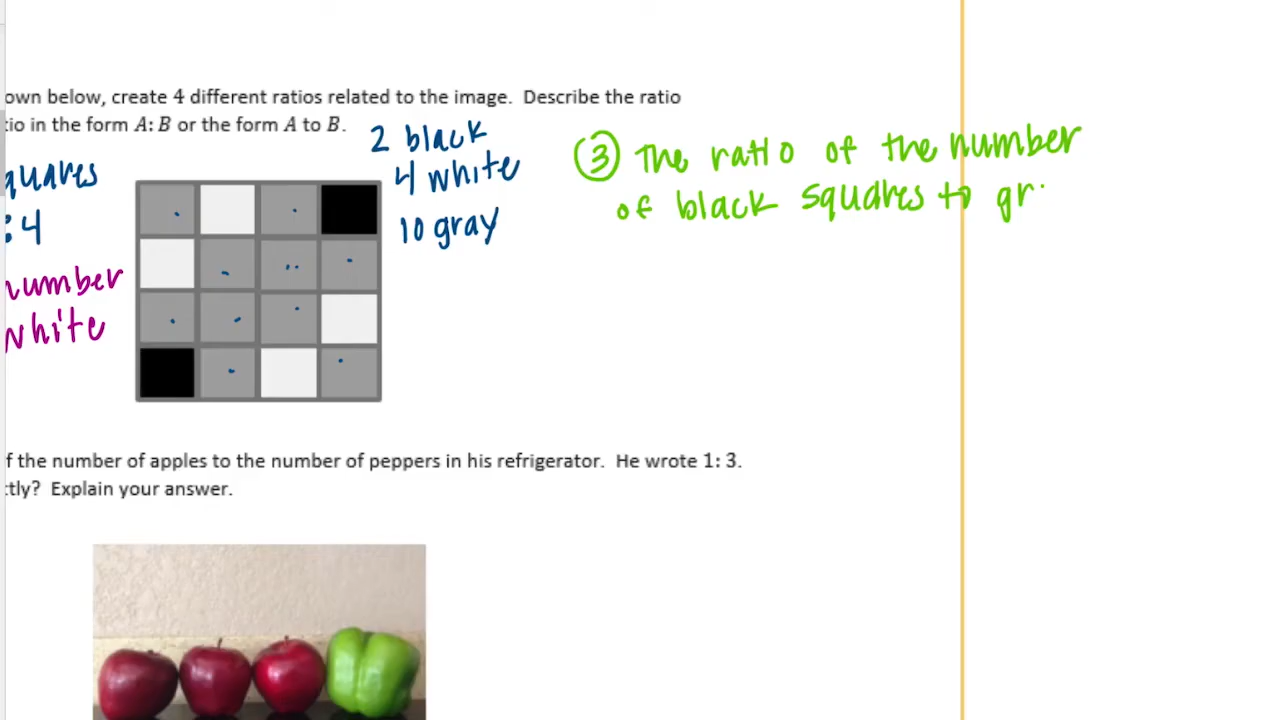 own below, create 4 different ratios related to the image. Describe the ratio
tio in the form A: B or the form A to B.
quares
: 4
number
white
2 black
4 white
10 gray
③ The ratio of the number
of black squares to gr
f the number of apples to the number of peppers in his refrigerator. He wrote 1: 3.
ctly? Explain your answer.